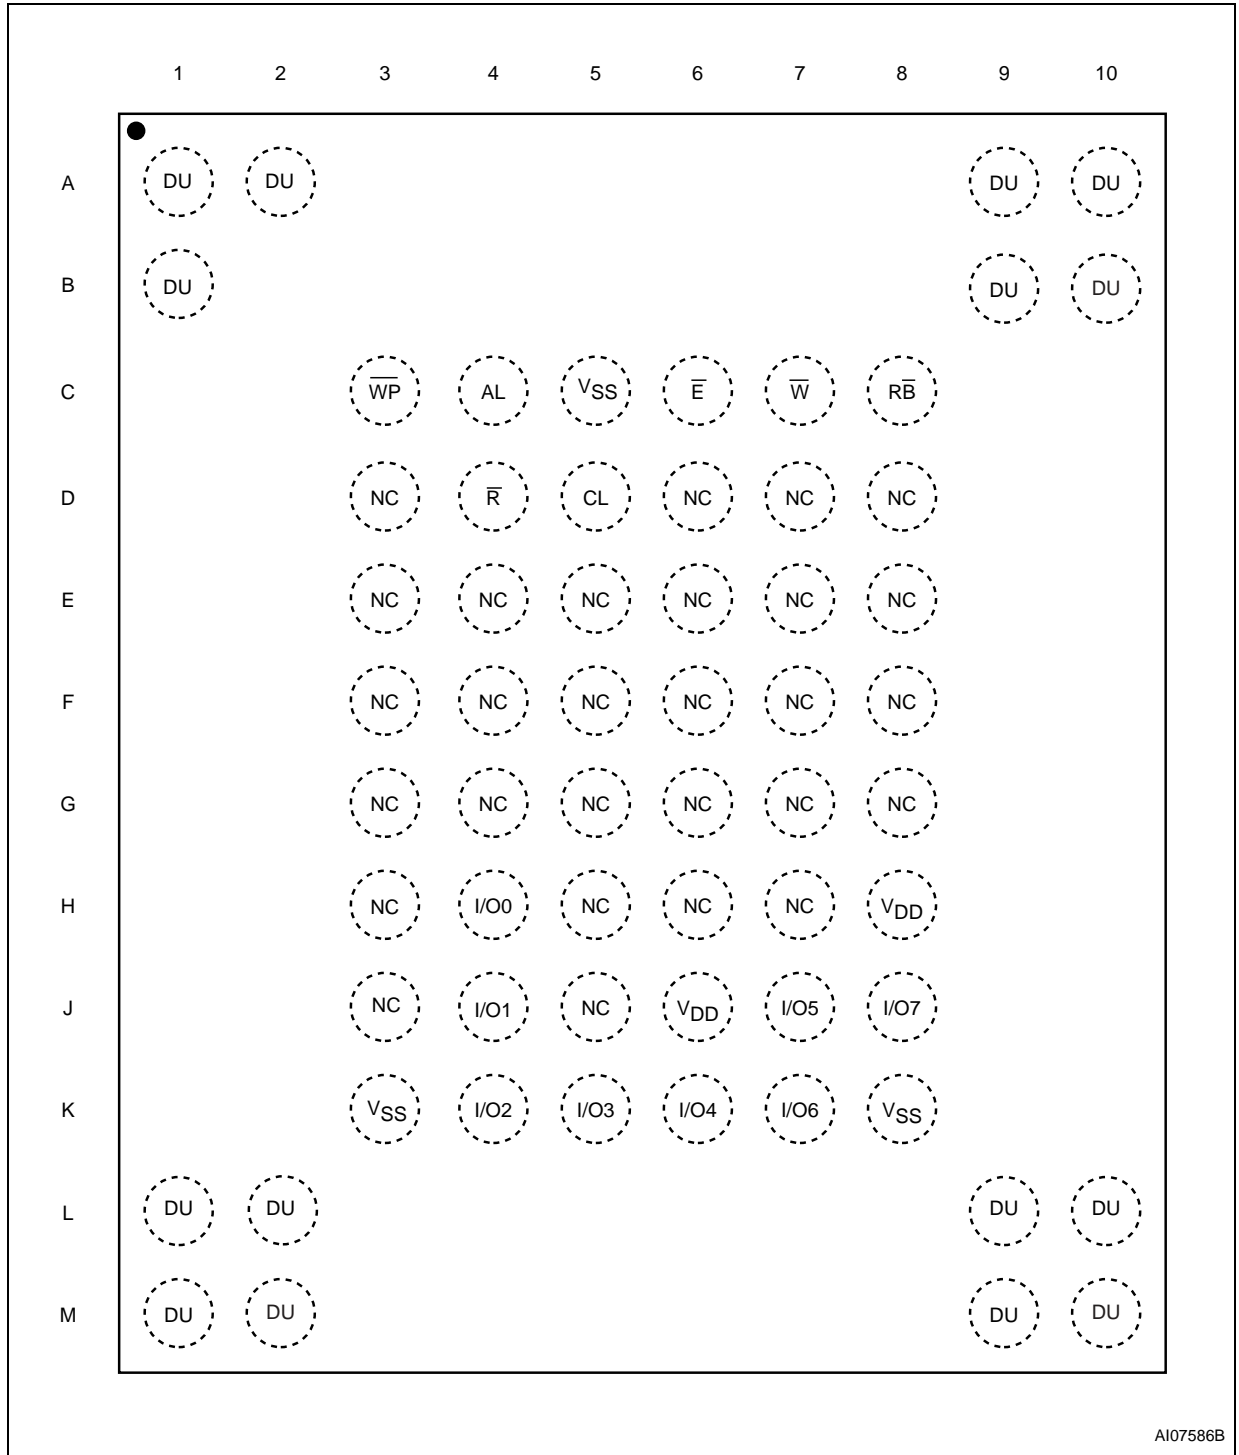 1 2 3 4 5 6 7 8 9 10
A DU DU DU DU
B DU DU DU
C W̅P̅ AL VSS E̅ W̅ RB̅
D NC R̅ CL NC NC NC
E NC NC NC NC NC NC
F NC NC NC NC NC NC
G NC NC NC NC NC NC
H NC I/O0 NC NC NC VDD
J NC I/O1 NC VDD I/O5 I/O7
K VSS I/O2 I/O3 I/O4 I/O6 VSS
L DU DU DU DU
M DU DU DU DU
AI07586B